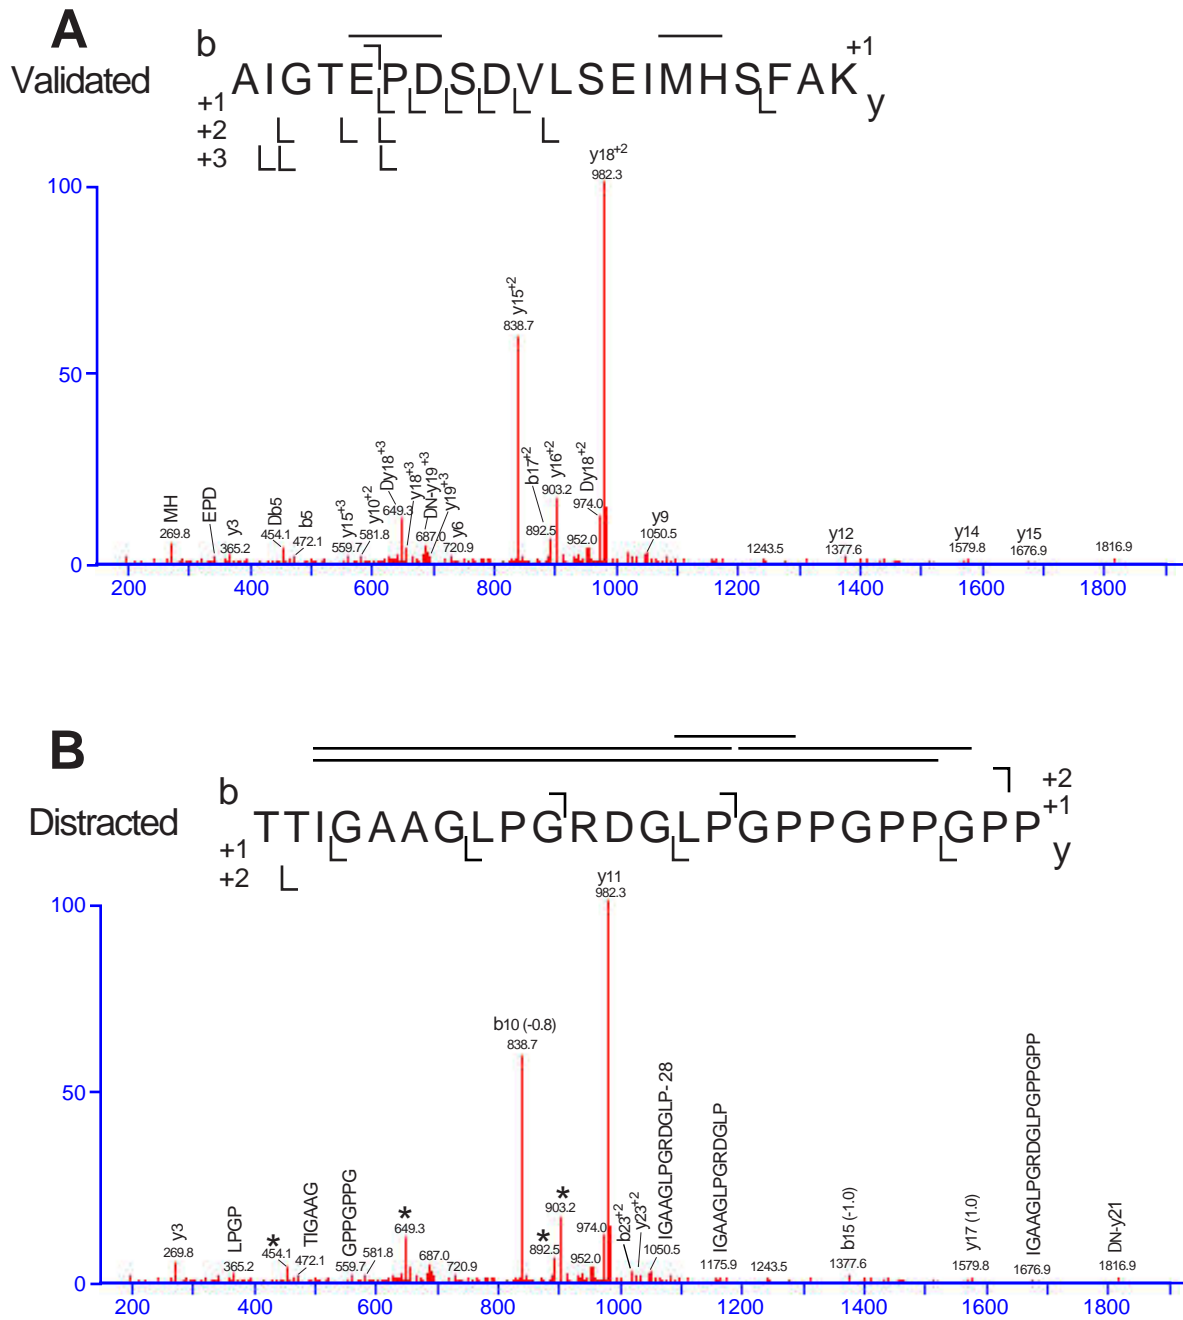 A
Validated
b
AIGTEPDSDVLSEIMHSFAK
+1
y
+1
+2
+3
100
50
0
y18+2
982.3
y15+2
838.7
MH
269.8
EPD
y3
365.2
Db5
454.1
b5
472.1
y15+3
559.7
y10+2
581.8
Dy18+3
649.3
y18+3
DN-y19+3
687.0
y19+3
y6
720.9
b17+2
892.5
y16+2
903.2
Dy18+2
974.0
952.0
y9
1050.5
1243.5
y12
1377.6
y14
1579.8
y15
1676.9
1816.9
200 400 600 800 1000 1200 1400 1600 1800
B
Distracted
b
TTIGAAGLPGRDGLPGPPGPPGPP
+2
+1
y
+1
+2
100
50
0
y11
982.3
b10 (-0.8)
838.7
y3
269.8
LPGP
365.2
*
454.1
TIGAAG
472.1
GPPGPPG
559.7
581.8
*
649.3
687.0
720.9
*
892.5
*
903.2
974.0
952.0
b23+2
y23+2
IGAAGLPGRDGLP- 28
1050.5
IGAAGLPGRDGLP
1175.9
1243.5
b15 (-1.0)
1377.6
y17 (1.0)
1579.8
IGAAGLPGRDGLPGPPGPP
1676.9
DN-y21
1816.9
200 400 600 800 1000 1200 1400 1600 1800